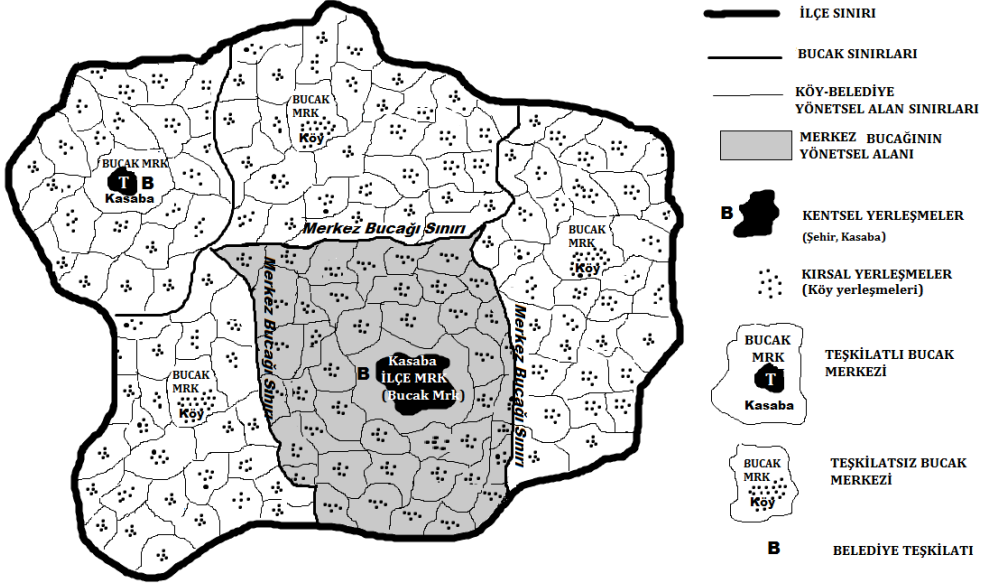 BUCAK
MRK
Köy
BUCAK MRK
T B
Kasaba
Merkez Bucağı Sınırı
BUCAK
MRK
Köy
Merkez Bucağı Sınırı
Merkez Bucağı Sınırı
B
Kasaba
İLÇE MRK
(Bucak Mrk)
BUCAK
MRK
Köy
İLÇE SINIRI
BUCAK SINIRLARI
KÖY-BELEDİYE
YÖNETSEL ALAN SINIRLARI
MERKEZ BUCAĞININ
YÖNETSEL ALANI
B
KENTSEL YERLEŞMELER
(Şehir, Kasaba)
KIRSAL YERLEŞMELER
(Köy yerleşmeleri)
BUCAK
MRK
T
Kasaba
TEŞKİLATLI BUCAK
MERKEZİ
BUCAK
MRK
Köy
TEŞKİLATSIZ BUCAK
MERKEZİ
B
BELEDİYE TEŞKİLATI